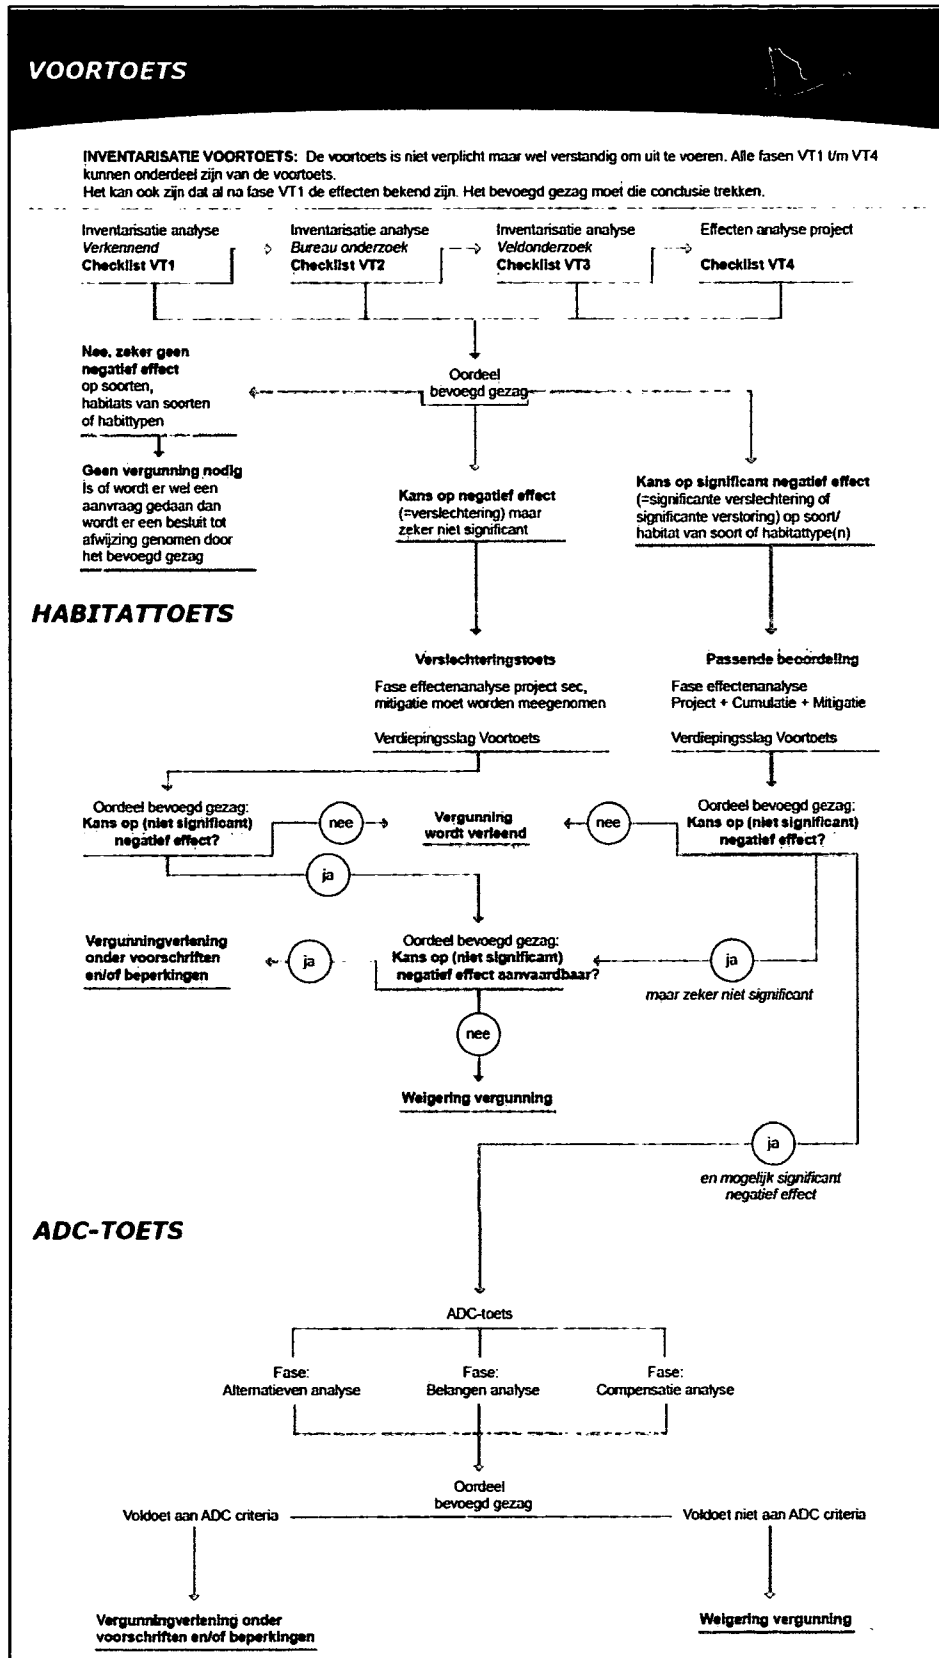 VOORTOETS
INVENTARISATIE VOORTOETS: De voortoets is niet verplicht maar wel verstandig om uit te voeren. Alle fasen VT1 t/m VT4
kunnen onderdeel zijn van de voortoets.
Het kan ook zijn dat al na fase VT1 de effecten bekend zijn. Het bevoegd gezag moet die conclusie trekken.
Inventarisatie analyse
Verkennend
Checklist VT1
Inventarisatie analyse
Bureau onderzoek
Checklist VT2
Inventarisatie analyse
Veldonderzoek
Checklist VT3
Effecten analyse project
Checklist VT4
Nee, zeker geen
negatief effect
op soorten,
habitats van soorten
of habittypen
Oordeel
bevoegd gezag
Geen vergunning nodig
Is of wordt er wel een
aanvraag gedaan dan
wordt er een besluit tot
afwijzing genomen door
het bevoegd gezag
Kans op negatief effect
(=verslechtering) maar
zeker niet significant
Kans op significant negatief effect
(=significante verslechtering of
significante verstoring) op soort/
habitat van soort of habitattype(n)
HABITATTOETS
Verslechteringstoets
Fase effectenanalyse project sec,
mitigatie moet worden meegenomen
Verdiepingsslag Voortoets
Passende beoordeling
Fase effectenanalyse
Project + Cumulatie + Mitigatie
Verdiepingsslag Voortoets
Oordeel bevoegd gezag:
Kans op (niet significant)
negatief effect?
nee
Vergunning
wordt verleend
nee
Oordeel bevoegd gezag:
Kans op (niet significant)
negatief effect?
ja
Vergunningverlening
onder voorschriften
en/of beperkingen
ja
Oordeel bevoegd gezag:
Kans op (niet significant)
negatief effect aanvaardbaar?
ja
maar zeker niet significant
nee
Weigering vergunning
ja
en mogelijk significant
negatief effect
ADC-TOETS
ADC-toets
Fase:
Alternatieven analyse
Fase:
Belangen analyse
Fase:
Compensatie analyse
Oordeel
bevoegd gezag
Voldoet aan ADC criteria
Voldoet niet aan ADC criteria
Vergunningverlening onder
voorschriften en/of beperkingen
Weigering vergunning